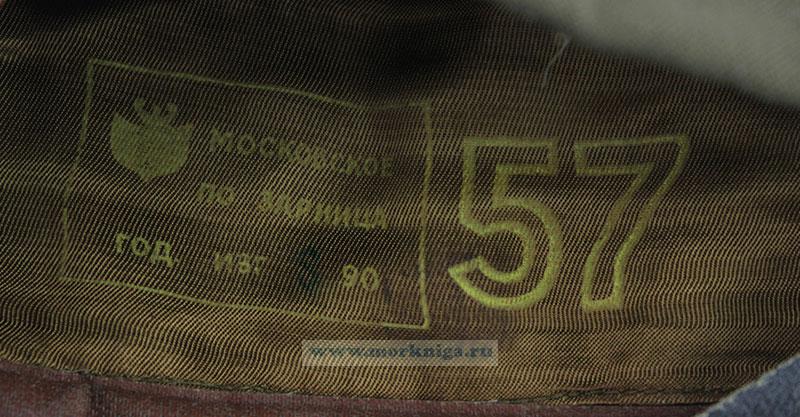 МОСКОВСКОЕ
ПО ЗАРНИЦА
ГОД ИЗГ 90
57
www.morkniga.ru